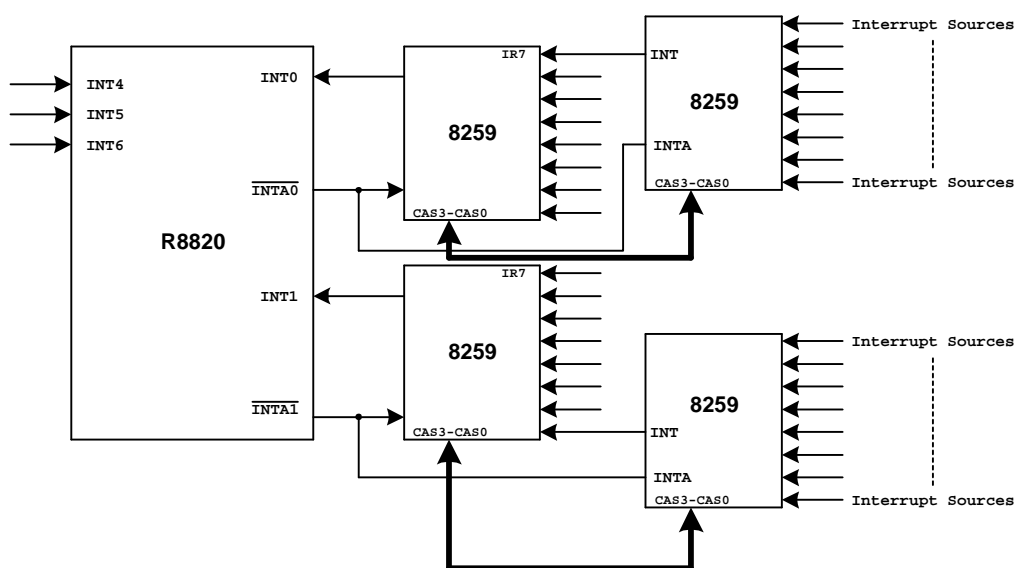 Interrupt Sources
IR7
INT
INT4
INT0
8259
INT5
8259
INT6
INTA
INTA0
CAS3-CAS0
Interrupt Sources
CAS3-CAS0
R8820
IR7
INT1
Interrupt Sources
8259
8259
INTA1
CAS3-CAS0
INT
INTA
CAS3-CAS0
Interrupt Sources